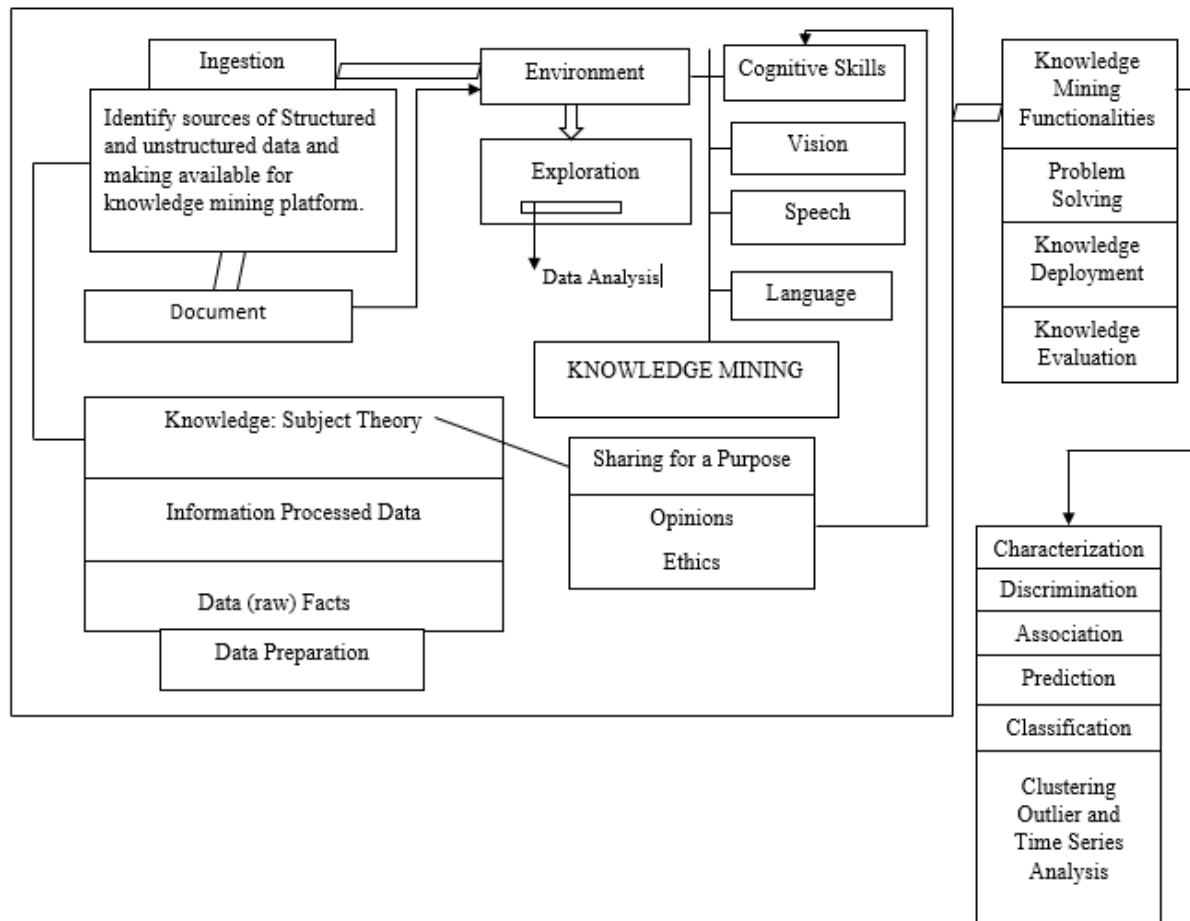 Ingestion
Identify sources of Structured
and unstructured data and
making available for
knowledge mining platform.
Document
Environment
Exploration
Data Analysis
Cognitive Skills
Vision
Speech
Language
KNOWLEDGE MINING
Knowledge: Subject Theory
Information Processed Data
Data (raw) Facts
Data Preparation
Sharing for a Purpose
Opinions
Ethics
Knowledge
Mining
Functionalities
Problem
Solving
Knowledge
Deployment
Knowledge
Evaluation
Characterization
Discrimination
Association
Prediction
Classification
Clustering
Outlier and
Time Series
Analysis